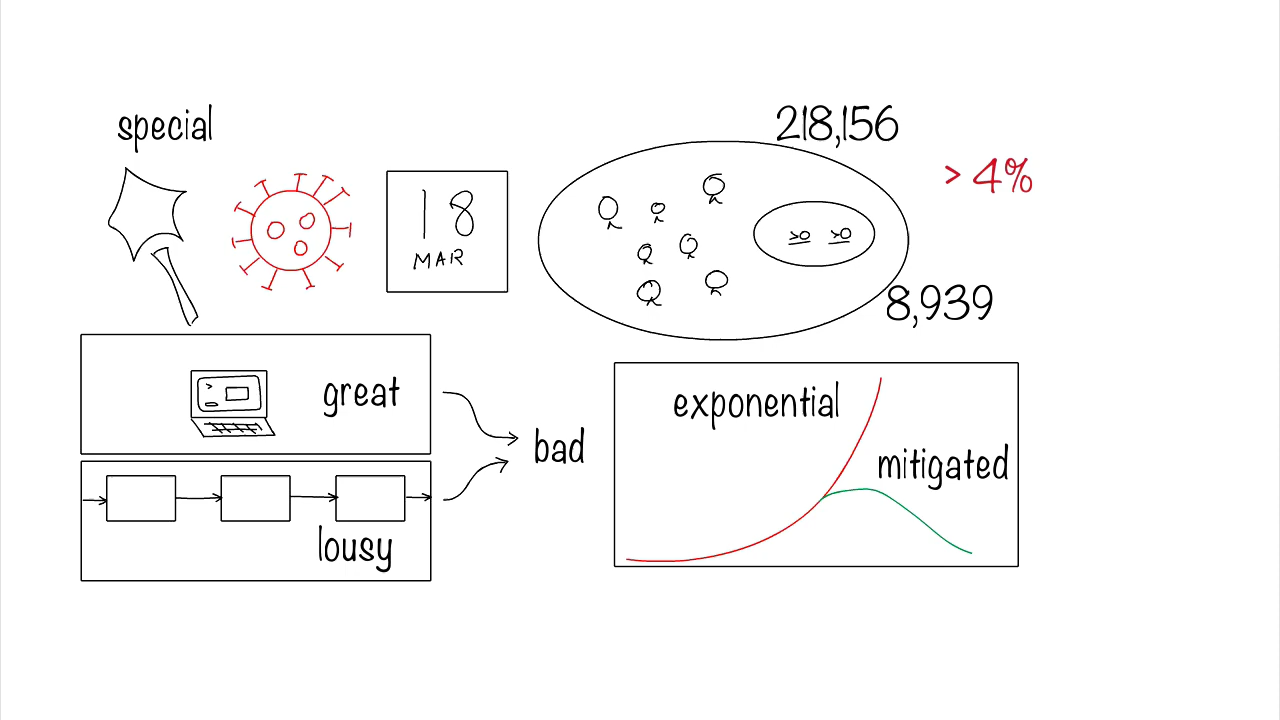 special
218,156
> 4%
18
MAR
8,939
great
exponential
bad
mitigated
lousy